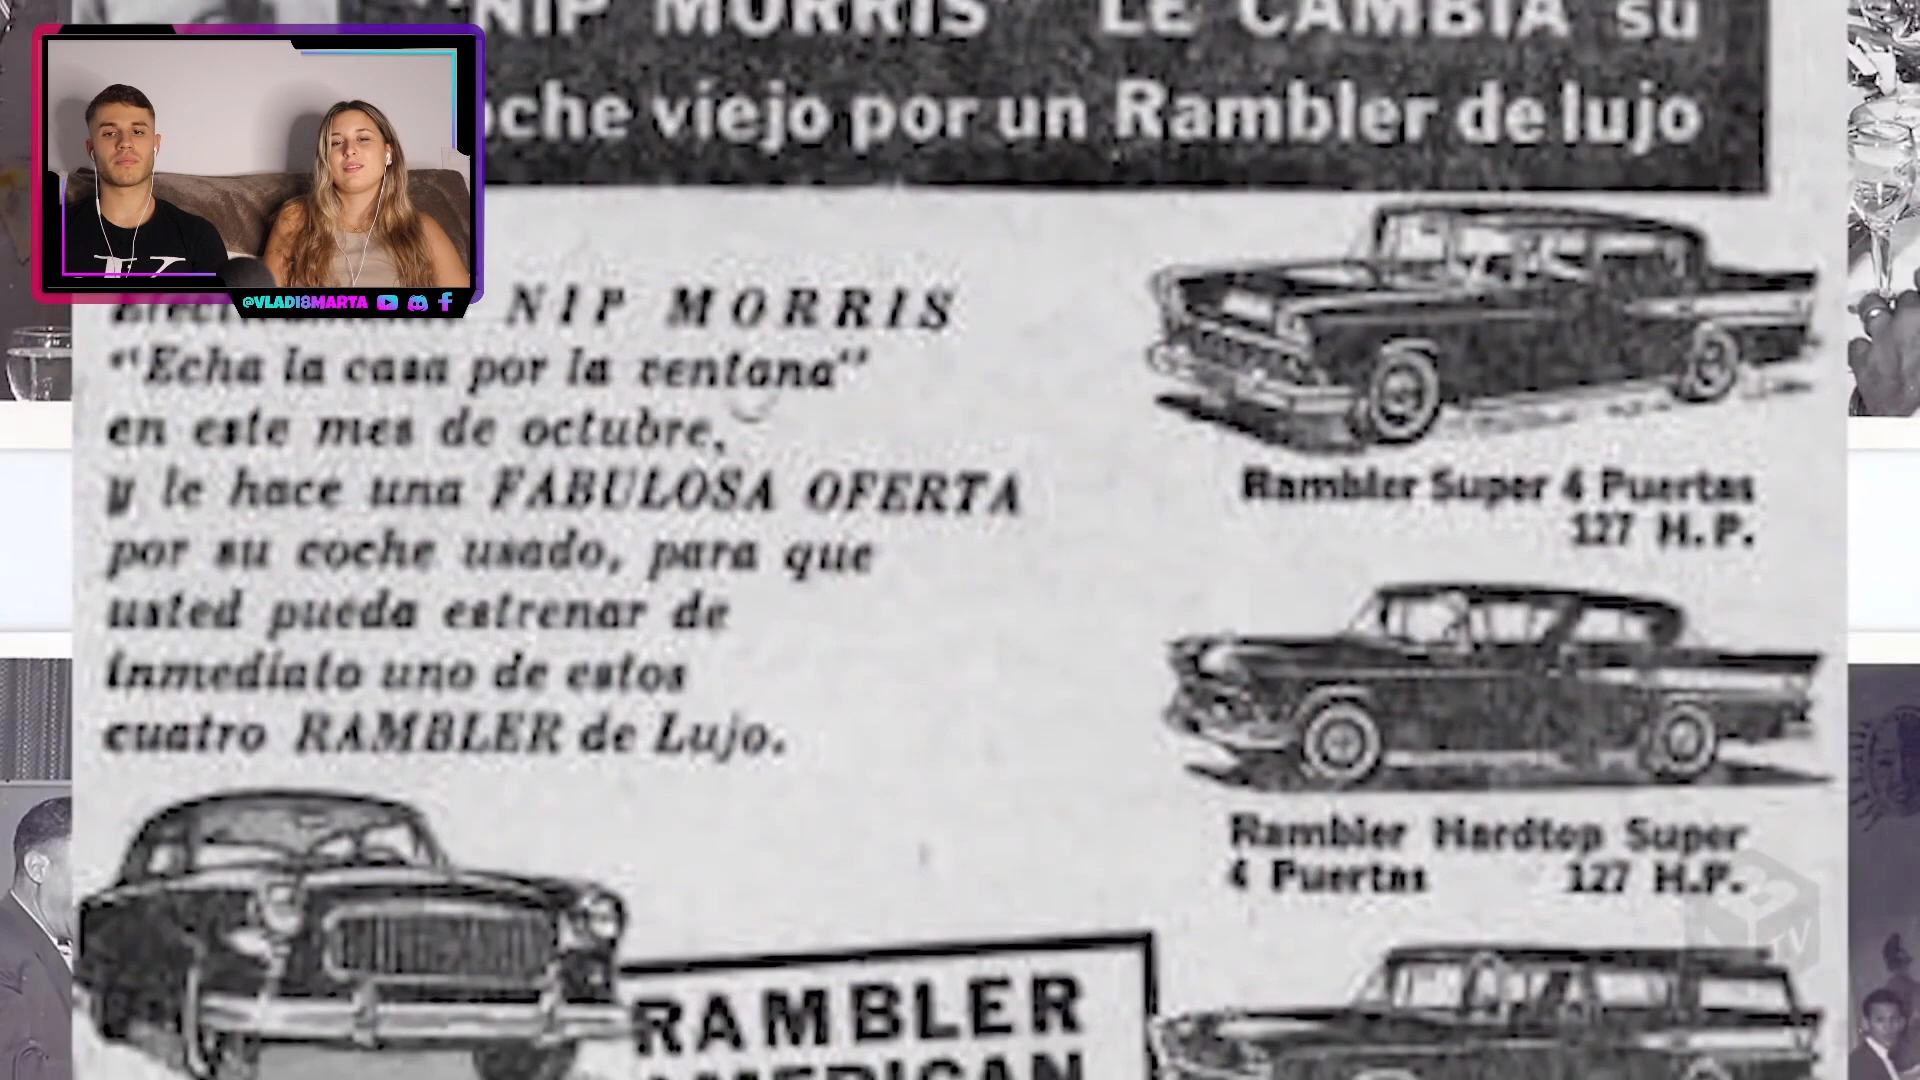 "NIP MORRIS" LE CAMBIA su
oche viejo por un Rambler de lujo
@VLADI8MARTA
NIP MORRIS
"Echa la casa por la ventana"
en este mes de octubre,
y le hace una FABULOSA OFERTA
por su coche usado, para que
usted pueda estrenar de
inmediato uno de estos
cuatro RAMBLER de Lujo.
Rambler Super 4 Puertas
127 H.P.
Rambler Hardtop Super
4 Puertas 127 H.P.
RAMBLER
AMERICAN
TV